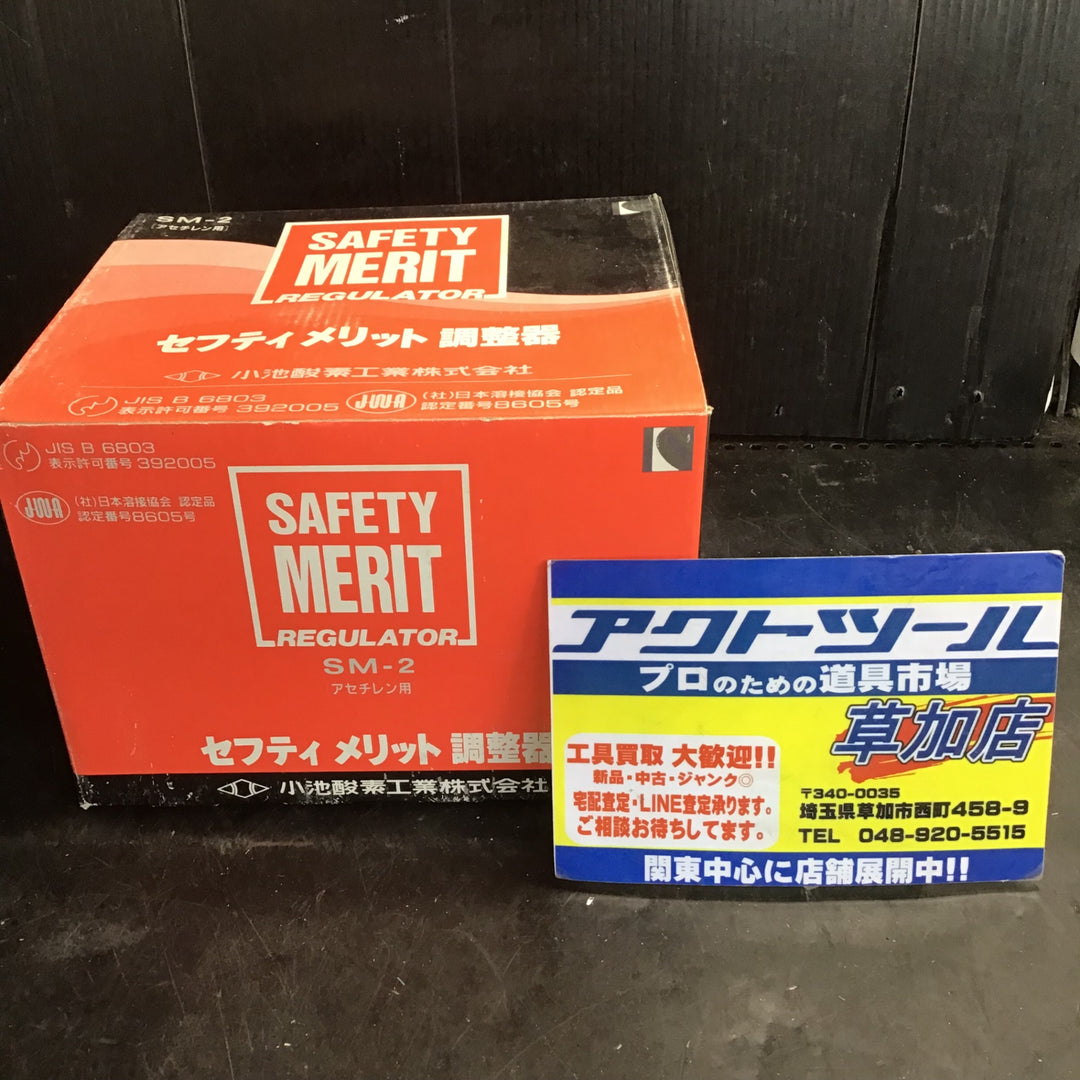 SM-2
[アセチレン用]
SAFETY
MERIT
REGULATOR
セフティ メリット 調整器
小池酸素工業株式会社
JIS B 6803
表示許可番号 392005
JWA
(社)日本溶接協会 認定品
認定番号8605号
JIS B 6803
表示許可番号 392005
JWA
(社)日本溶接協会 認定品
認定番号8605号
SAFETY
MERIT
REGULATOR
SM-2
アセチレン用
セフティ メリット 調整器
小池酸素工業株式会社
アクトツール
プロのための道具市場
草加店
工具買取 大歓迎!!
新品・中古・ジャンク◎
宅配査定・LINE査定承ります。
ご相談お待ちしてます。
〒340-0035
埼玉県草加市西町458-9
TEL 048-920-5515
関東中心に店舗展開中!!